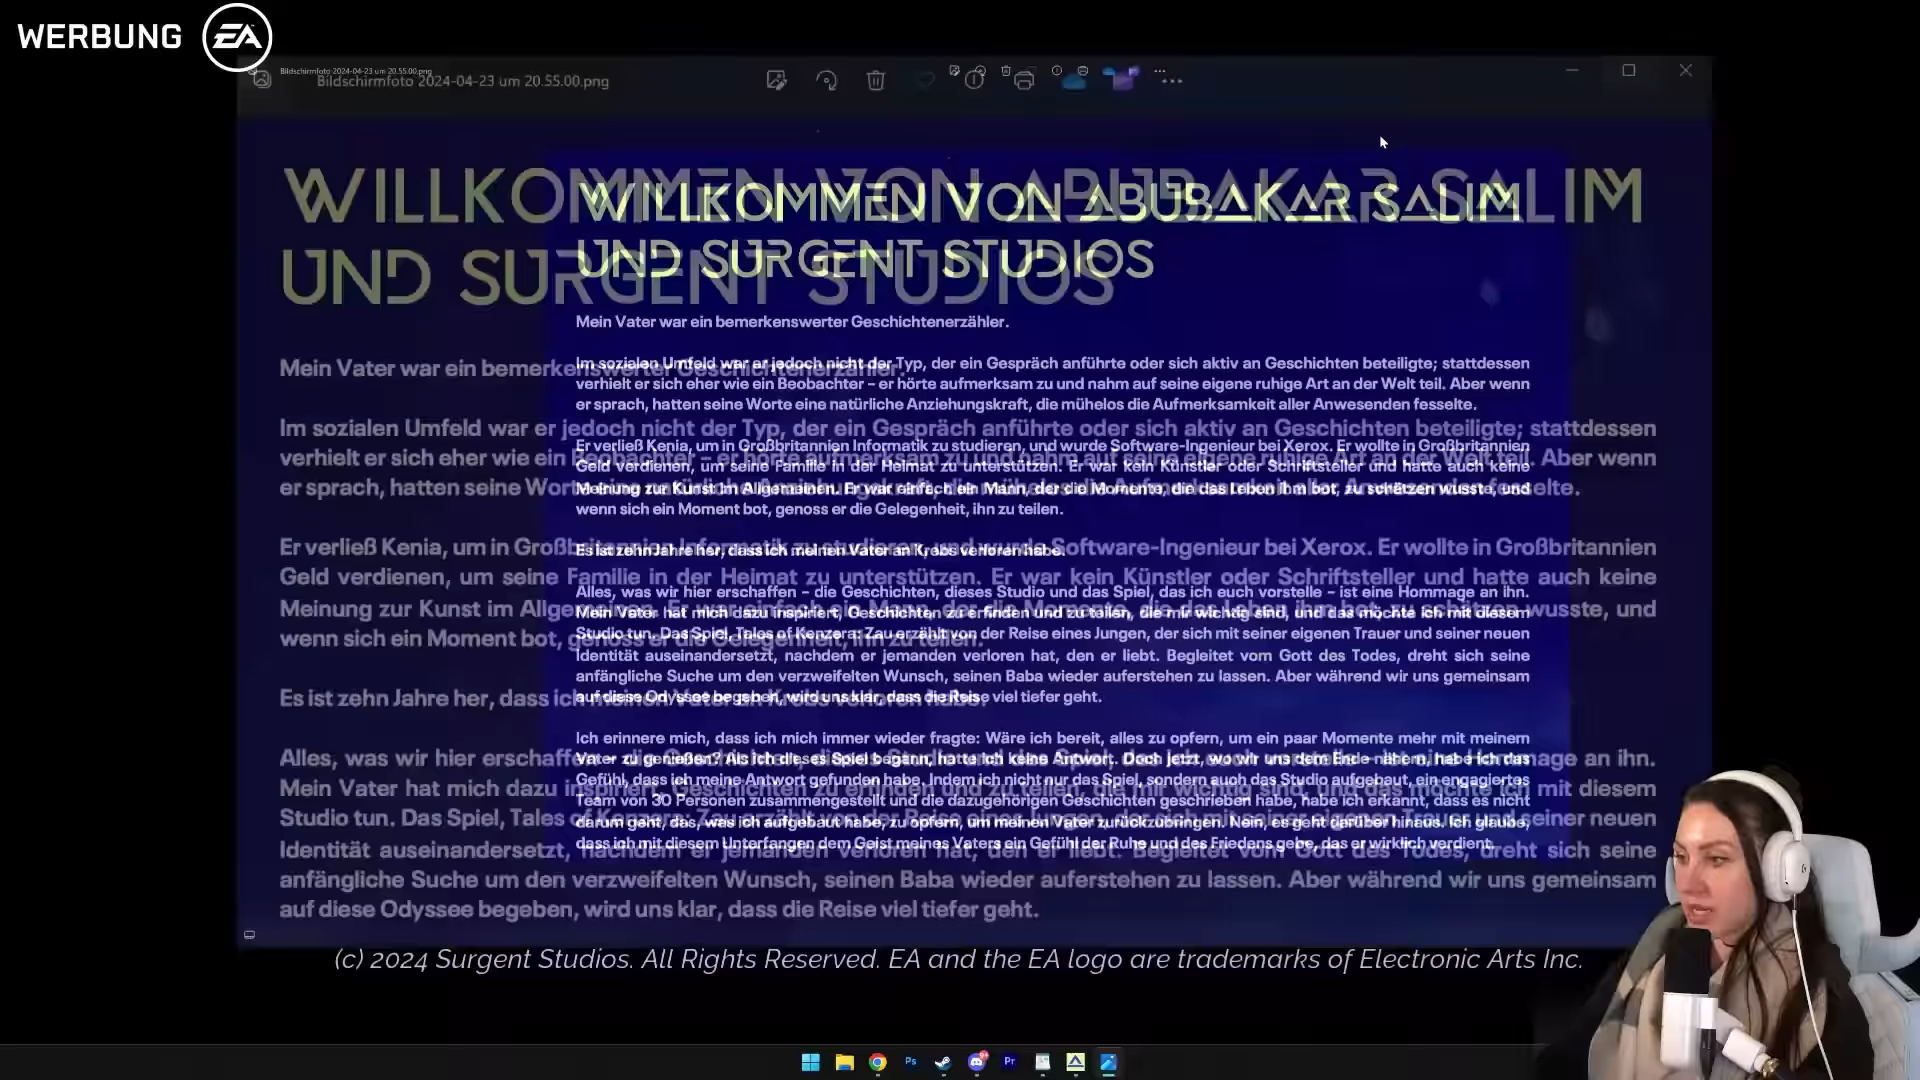 WERBUNG EA
Bildschirmfoto 2024-04-23 um 20.55.00.png
Bildschirmfoto 2024-04-23 um 20.55.00.png
WILLKOMMEN VON ABUBAKAR SALIM
UND SURGENT STUDIOS
WILLKOMMEN VON ABUBAKAR SALIM
UND SURGENT STUDIOS
Mein Vater war ein bemerkenswerter Geschichtenerzähler.
Im sozialen Umfeld war er jedoch nicht der Typ, der ein Gespräch anführte oder sich aktiv an Geschichten beteiligte; stattdessen
verhielt er sich eher wie ein Beobachter – er hörte aufmerksam zu und nahm auf seine eigene ruhige Art an der Welt teil. Aber wenn
er sprach, hatten seine Worte eine natürliche Anziehungskraft, die mühelos die Aufmerksamkeit aller Anwesenden fesselte.
Er verließ Kenia, um in Großbritannien Informatik zu studieren, und wurde Software-Ingenieur bei Xerox. Er wollte in Großbritannien
Geld verdienen, um seine Familie in der Heimat zu unterstützen. Er war kein Künstler oder Schriftsteller und hatte auch keine
Meinung zur Kunst im Allgemeinen. Er war einfach ein Mann, der die Momente, die das Leben ihm bot, zu schätzen wusste, und
wenn sich ein Moment bot, genoss er die Gelegenheit, ihn zu teilen.
Es ist zehn Jahre her, dass ich meinen Vater an Krebs verloren habe.
Alles, was wir hier erschaffen – die Geschichten, dieses Studio und das Spiel, das ich euch vorstelle – ist eine Hommage an ihn.
Mein Vater hat mich dazu inspiriert, Geschichten zu erfinden und zu teilen, die mir wichtig sind, und das möchte ich mit diesem
Studio tun. Das Spiel, Tales of Kenzera: Zau erzählt von der Reise eines Jungen, der sich mit seiner eigenen Trauer und seiner neuen
Identität auseinandersetzt, nachdem er jemanden verloren hat, den er liebt. Begleitet vom Gott des Todes, dreht sich seine
anfängliche Suche um den verzweifelten Wunsch, seinen Baba wieder auferstehen zu lassen. Aber während wir uns gemeinsam
auf diese Odyssee begeben, wird uns klar, dass die Reise viel tiefer geht.
Ich erinnere mich, dass ich mich immer wieder fragte: Wäre ich bereit, alles zu opfern, um ein paar Momente mehr mit meinem
Vater zu genießen? Als ich dieses Spiel begann, hatte ich keine Antwort. Doch jetzt, wo wir uns dem Ende nähern, habe ich das
Gefühl, dass ich meine Antwort gefunden habe. Indem ich nicht nur das Spiel, sondern auch das Studio aufgebaut, ein engagiertes
Team von 30 Personen zusammengestellt und die dazugehörigen Geschichten geschrieben habe, habe ich erkannt, dass es nicht
darum geht, das, was ich aufgebaut habe, zu opfern, um meinen Vater zurückzubringen. Nein, es geht darüber hinaus. Ich glaube,
dass ich mit diesem Unterfangen dem Geist meines Vaters ein Gefühl der Ruhe und des Friedens gebe, das er wirklich verdient.
(c) 2024 Surgent Studios. All Rights Reserved. EA and the EA logo are trademarks of Electronic Arts Inc.
Ps
Pr